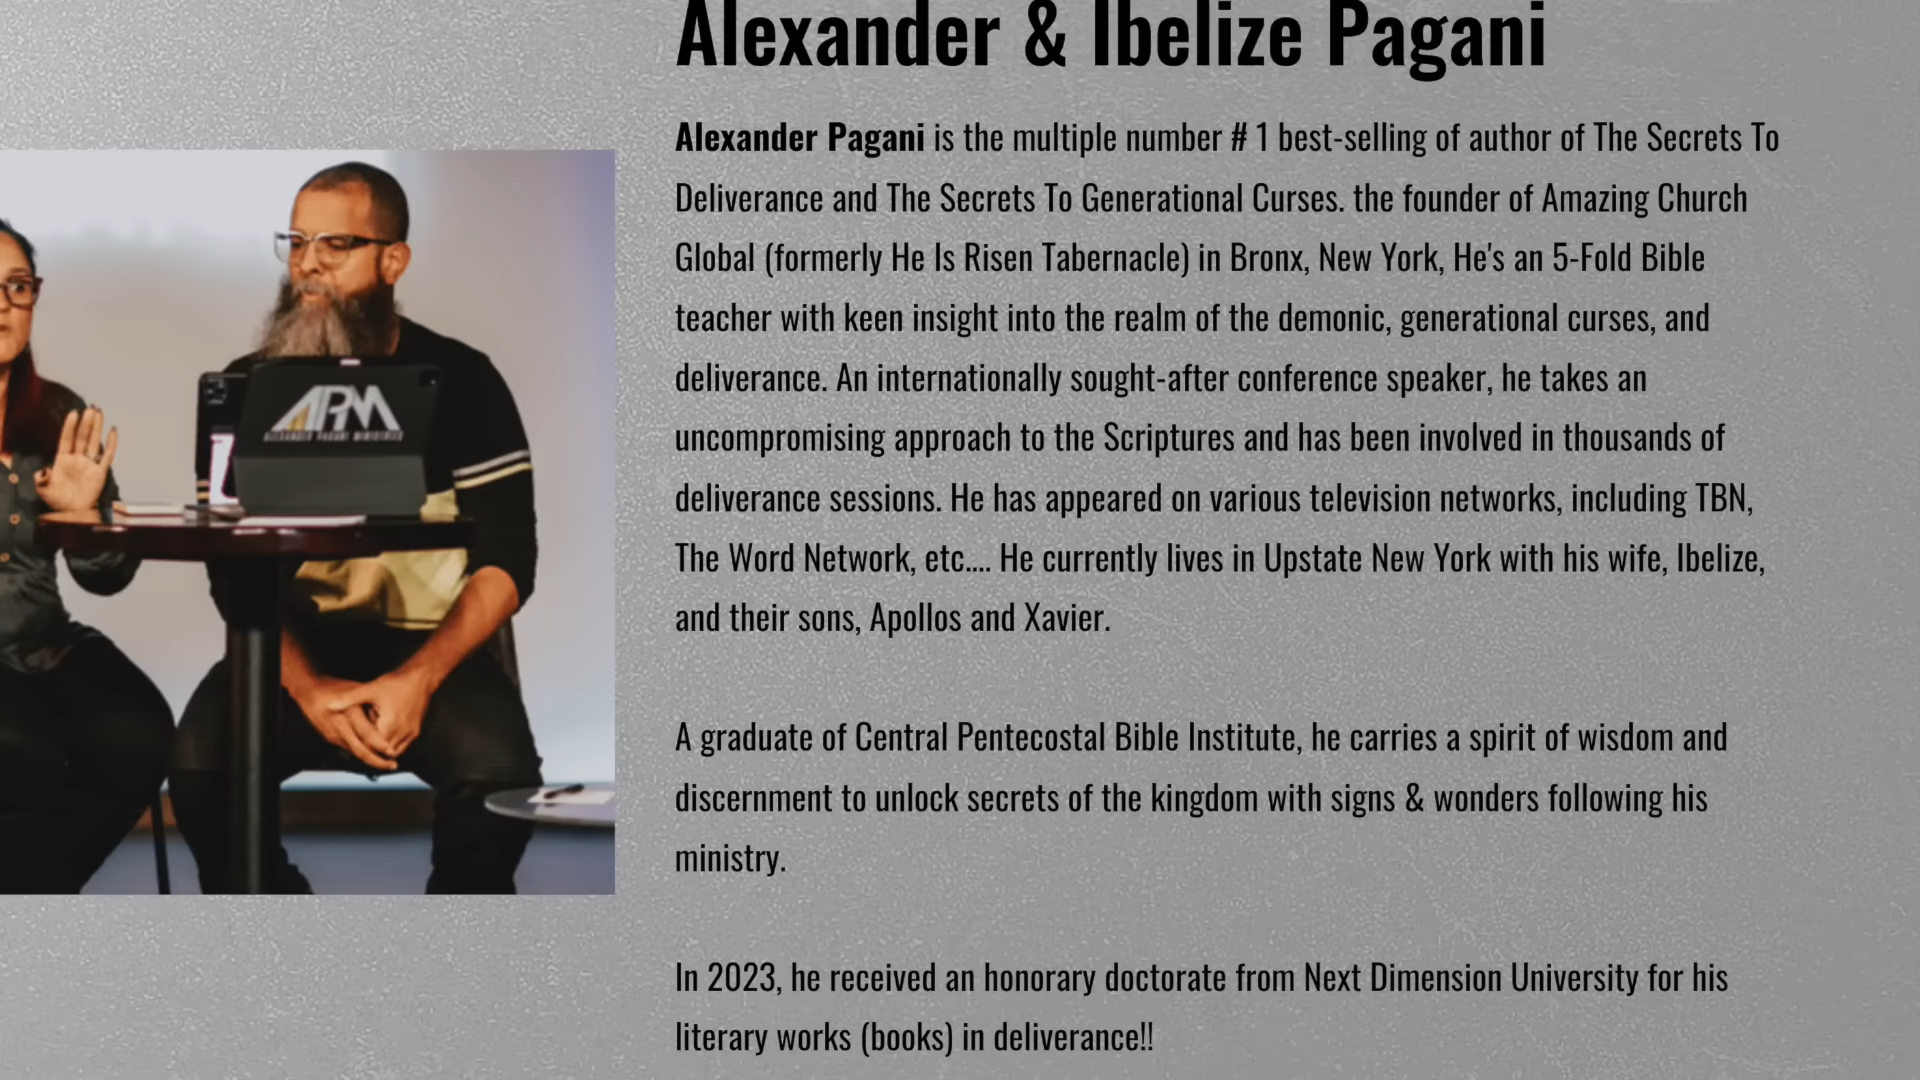 Alexander & Ibelize Pagani
Alexander Pagani is the multiple number # 1 best-selling of author of The Secrets To
Deliverance and The Secrets To Generational Curses. the founder of Amazing Church
Global (formerly He Is Risen Tabernacle) in Bronx, New York, He's an 5-Fold Bible
teacher with keen insight into the realm of the demonic, generational curses, and
deliverance. An internationally sought-after conference speaker, he takes an
uncompromising approach to the Scriptures and has been involved in thousands of
deliverance sessions. He has appeared on various television networks, including TBN,
The Word Network, etc.... He currently lives in Upstate New York with his wife, Ibelize,
and their sons, Apollos and Xavier.
A graduate of Central Pentecostal Bible Institute, he carries a spirit of wisdom and
discernment to unlock secrets of the kingdom with signs & wonders following his
ministry.
In 2023, he received an honorary doctorate from Next Dimension University for his
literary works (books) in deliverance!!
APM
ALEXANDER PAGANI MINISTRIES